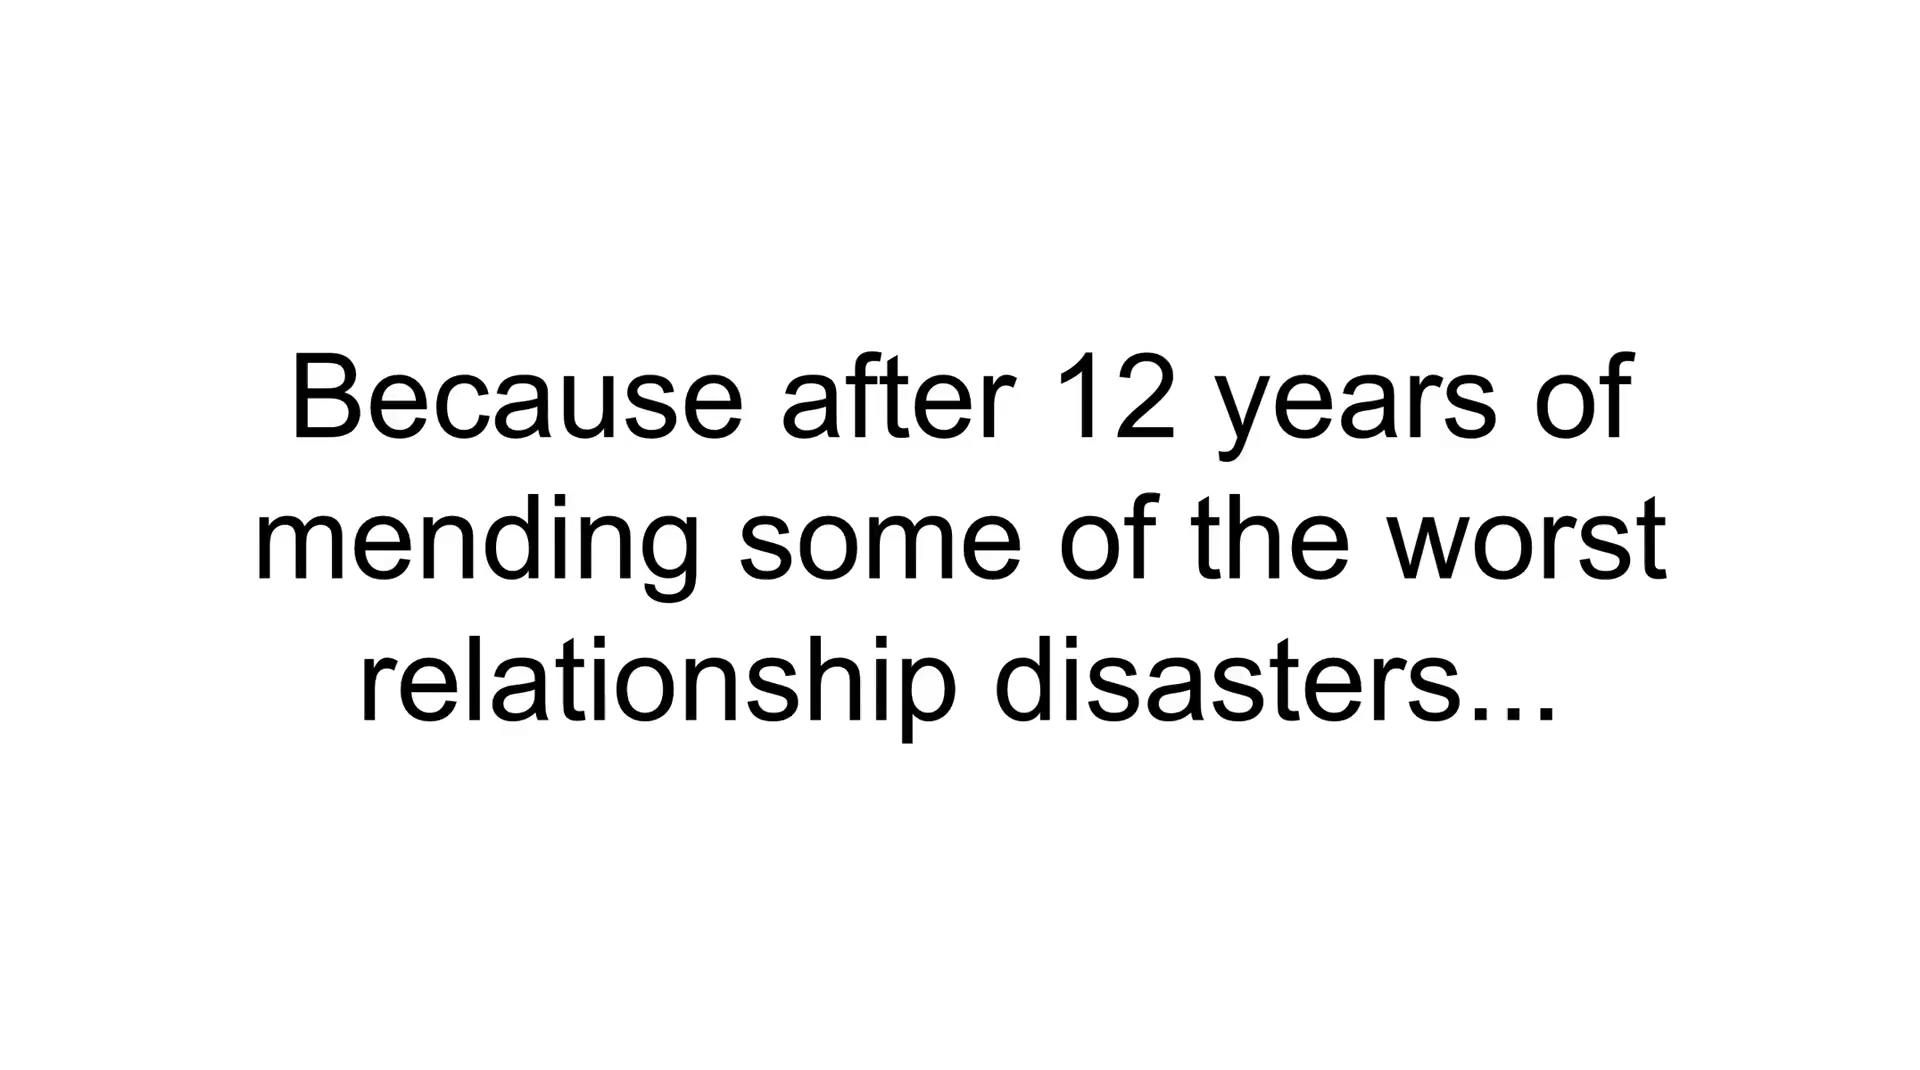 Because after 12 years of
mending some of the worst
relationship disasters...